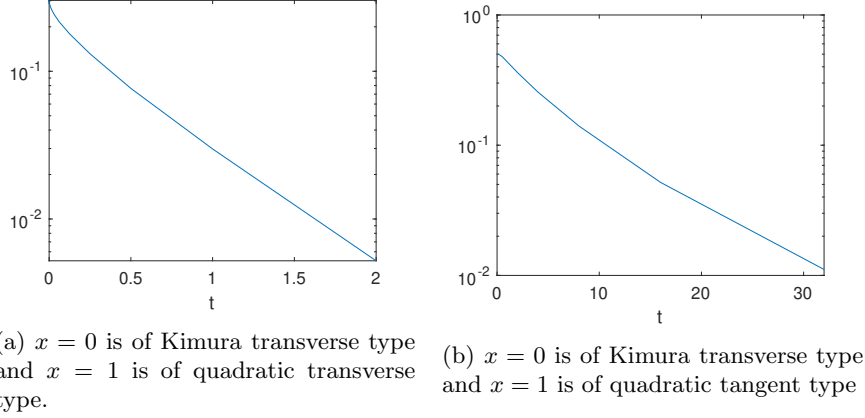 10^-1
10^-2
0 0.5 1 1.5 2
t
(a) x = 0 is of Kimura transverse type
and x = 1 is of quadratic transverse
type.
10^0
10^-1
10^-2
0 10 20 30
t
(b) x = 0 is of Kimura transverse type
and x = 1 is of quadratic tangent type